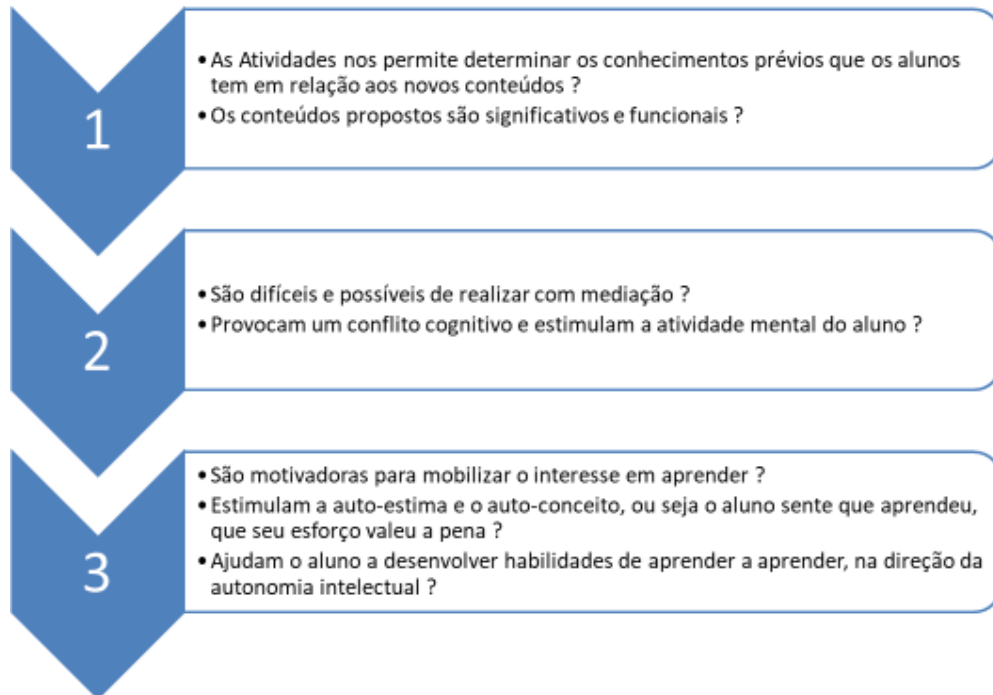 1
• As Atividades nos permite determinar os conhecimentos prévios que os alunos
tem em relação aos novos conteúdos ?
• Os conteúdos propostos são significativos e funcionais ?
2
• São difíceis e possíveis de realizar com mediação ?
• Provocam um conflito cognitivo e estimulam a atividade mental do aluno ?
3
• São motivadoras para mobilizar o interesse em aprender ?
• Estimulam a auto-estima e o auto-conceito, ou seja o aluno sente que aprendeu,
que seu esforço valeu a pena ?
• Ajudam o aluno a desenvolver habilidades de aprender a aprender, na direção da
autonomia intelectual ?